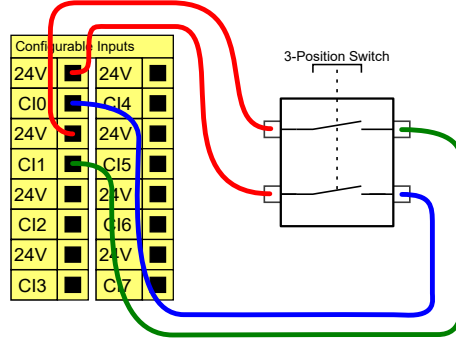 Configurable Inputs
3-Position Switch
24V 24V
CI0 CI4
24V 24V
CI1 CI5
24V 24V
CI2 CI6
24V 24V
CI3 CI7